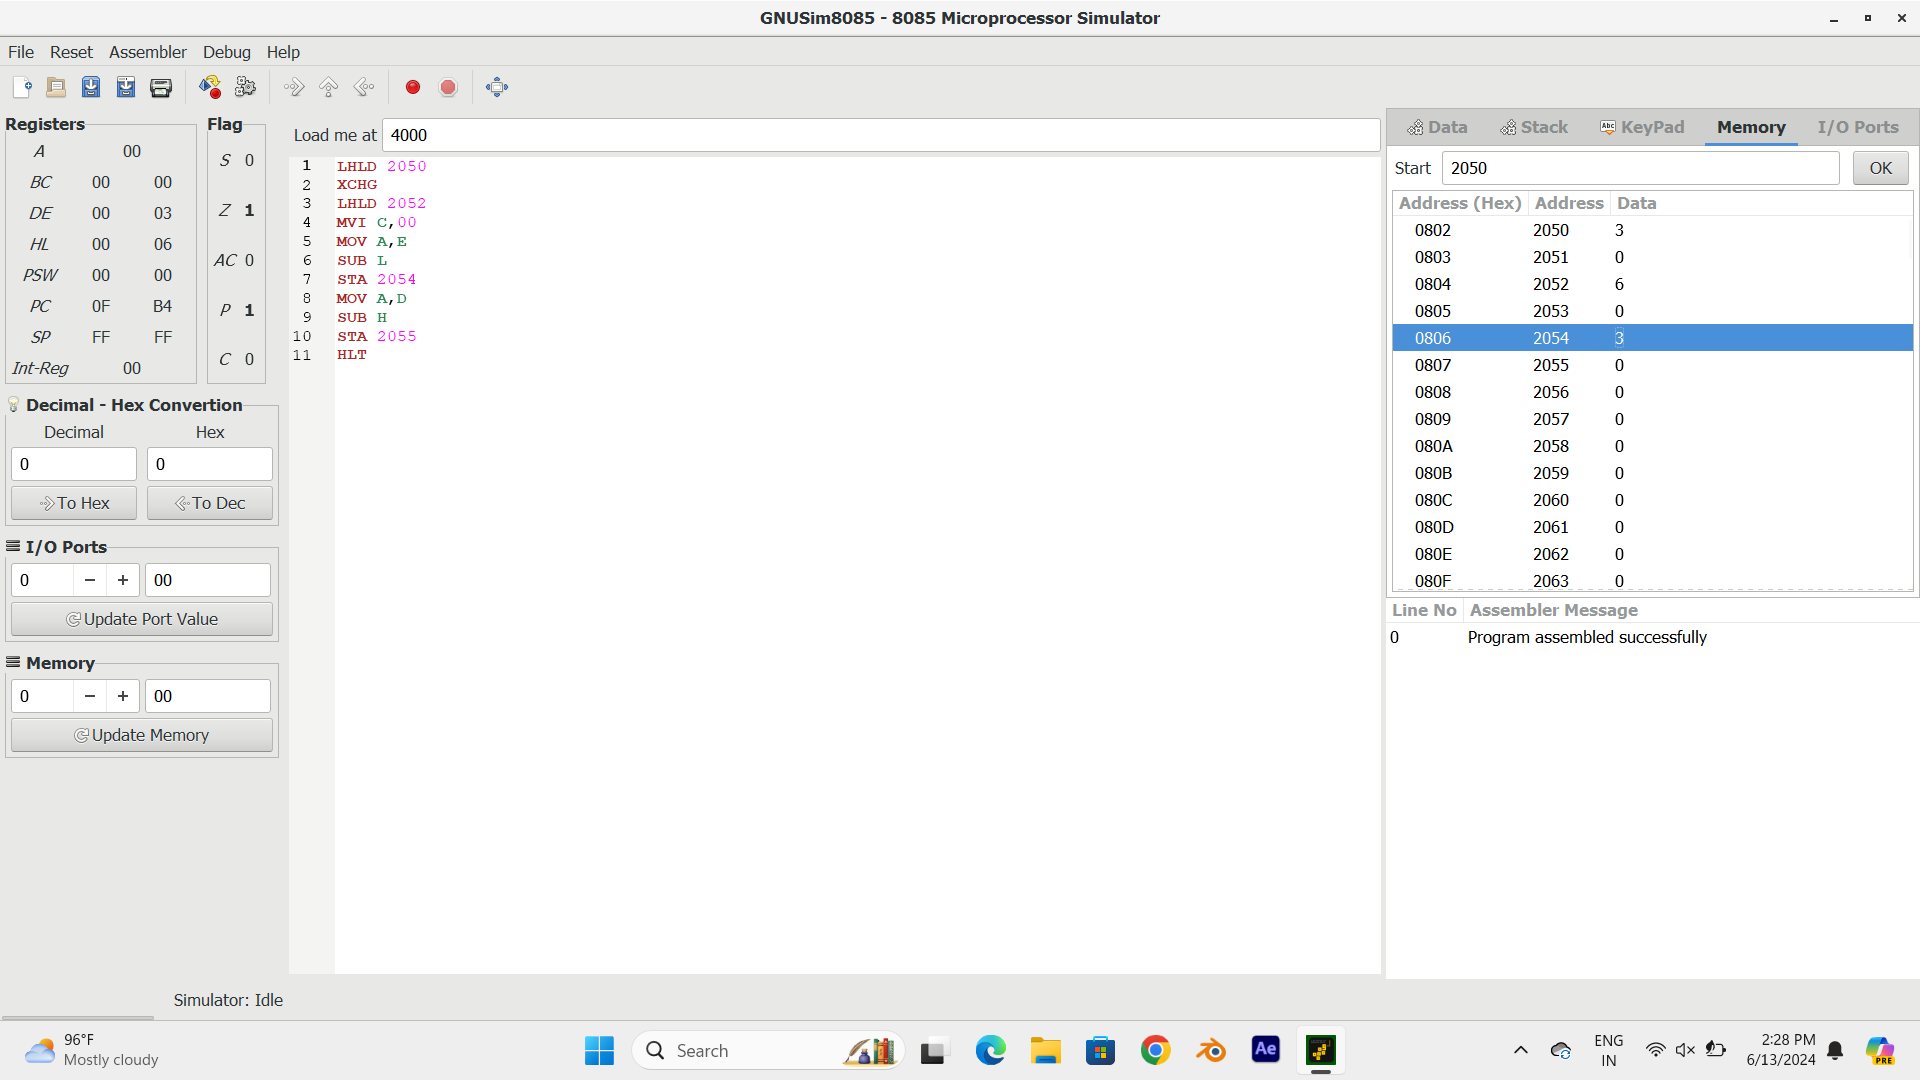 GNUSim8085 - 8085 Microprocessor Simulator
File Reset Assembler Debug Help
Registers
A 00
BC 00 00
DE 00 03
HL 00 06
PSW 00 00
PC 0F B4
SP FF FF
Int-Reg 00
Flag
S 0
Z 1
AC 0
P 1
C 0
Decimal - Hex Convertion
Decimal Hex
0 0
To Hex To Dec
I/O Ports
0 − + 00
Update Port Value
Memory
0 − + 00
Update Memory
Load me at 4000
1 LHLD 2050
2 XCHG
3 LHLD 2052
4 MVI C,00
5 MOV A,E
6 SUB L
7 STA 2054
8 MOV A,D
9 SUB H
10 STA 2055
11 HLT
Data Stack Abc KeyPad Memory I/O Ports
Start 2050 OK
Address (Hex) Address Data
0802 2050 3
0803 2051 0
0804 2052 6
0805 2053 0
0806 2054 3
0807 2055 0
0808 2056 0
0809 2057 0
080A 2058 0
080B 2059 0
080C 2060 0
080D 2061 0
080E 2062 0
080F 2063 0
Line No Assembler Message
0 Program assembled successfully
Simulator: Idle
96°F
Mostly cloudy
Search
Ae
ENG
IN
2:28 PM
6/13/2024
PRE